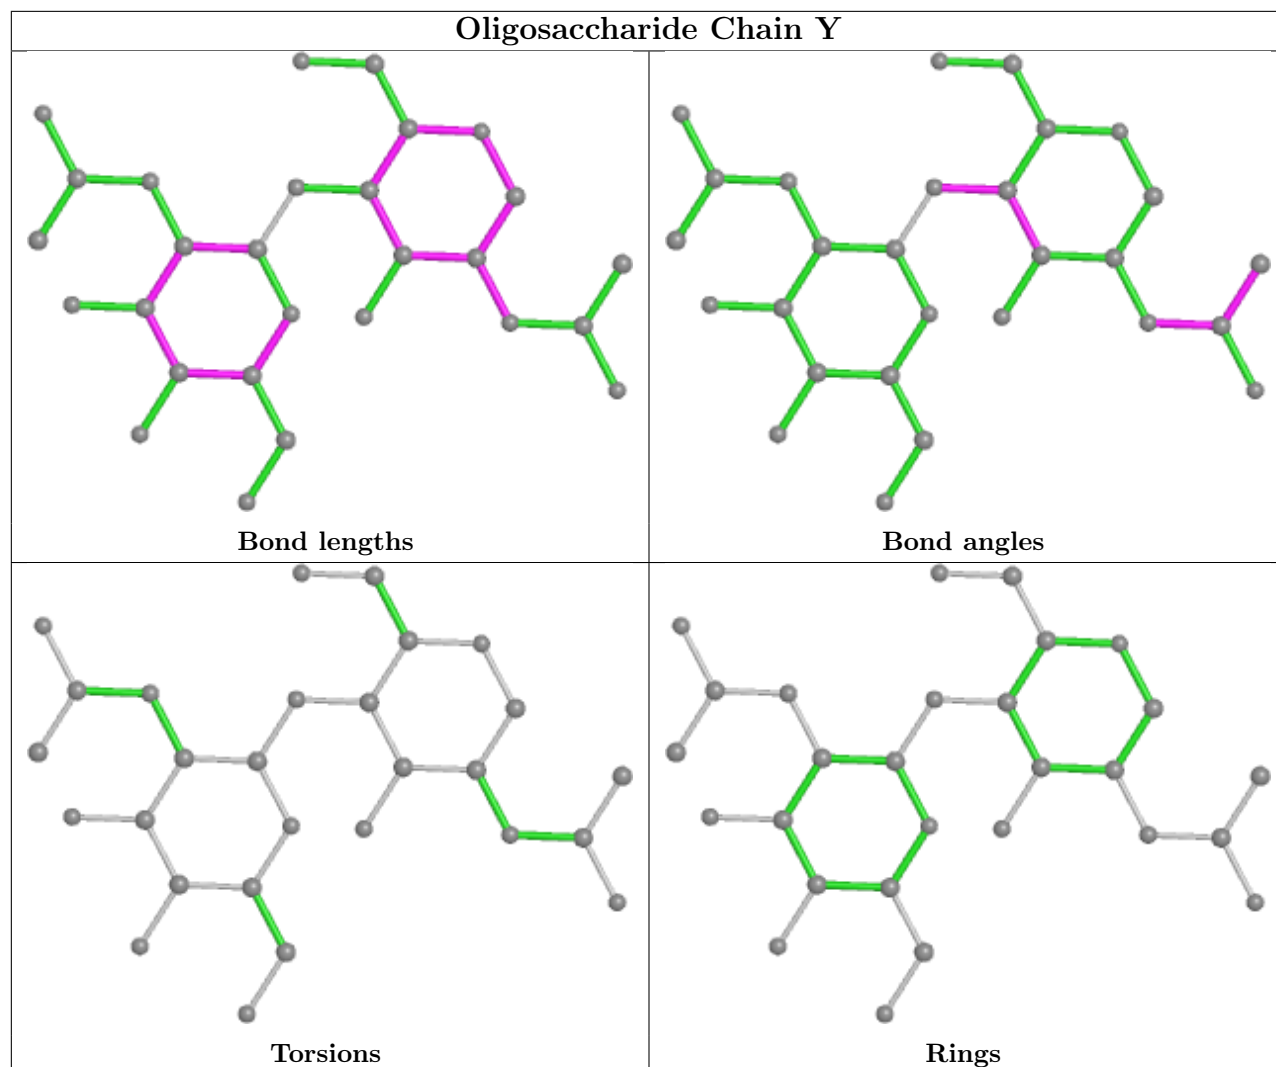 Oligosaccharide Chain Y
Bond lengths
Bond angles
Torsions
Rings